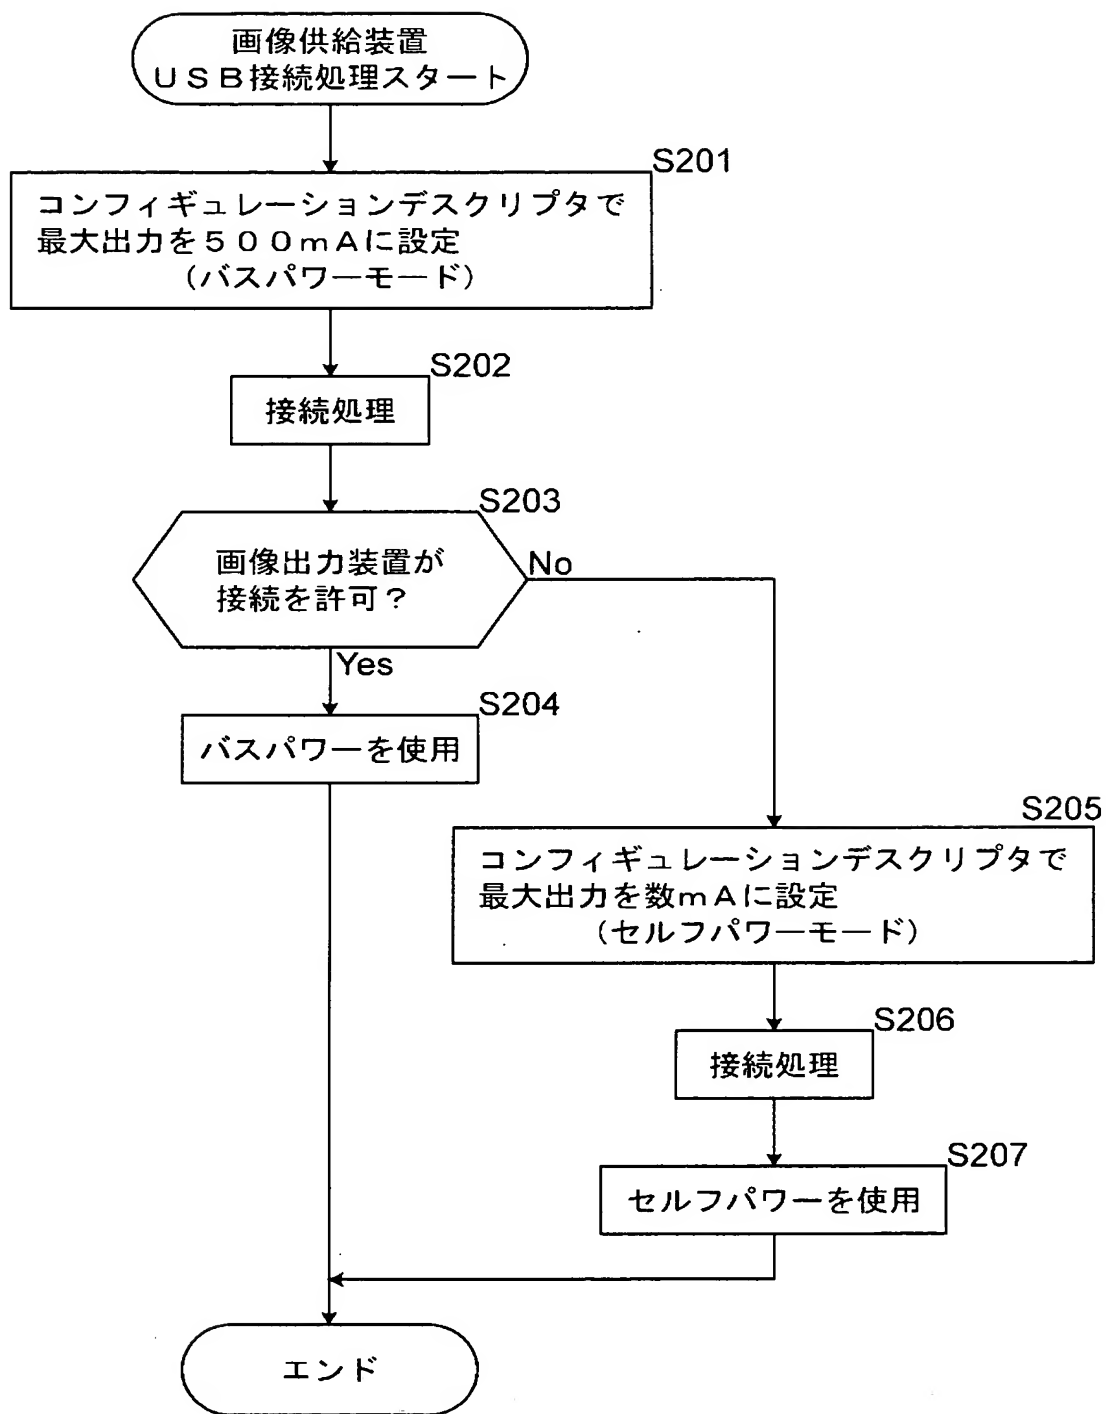 画像供給装置
ＵＳＢ接続処理スタート
S201
コンフィギュレーションデスクリプタで
最大出力を５００ｍＡに設定
（バスパワーモード）
S202
接続処理
S203
画像出力装置が
接続を許可？
No
Yes
S204
バスパワーを使用
S205
コンフィギュレーションデスクリプタで
最大出力を数ｍＡに設定
（セルフパワーモード）
S206
接続処理
S207
セルフパワーを使用
エンド